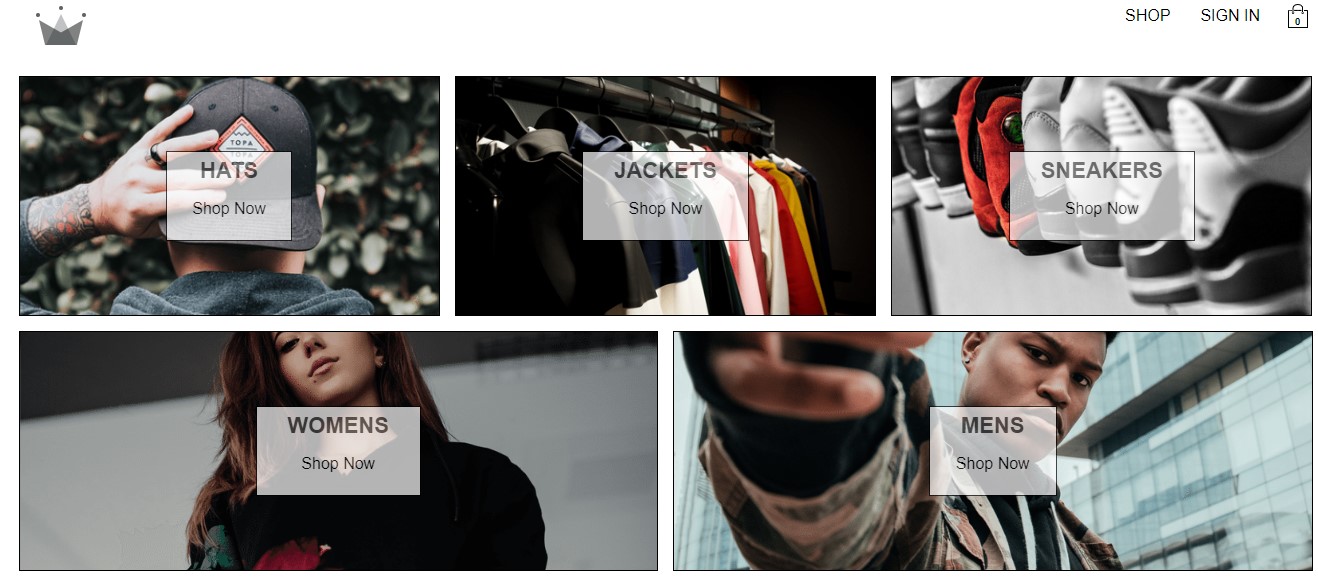 SHOP
SIGN IN
0
TOPA
TOPA
HATS
Shop Now
JACKETS
Shop Now
SNEAKERS
Shop Now
WOMENS
Shop Now
MENS
Shop Now